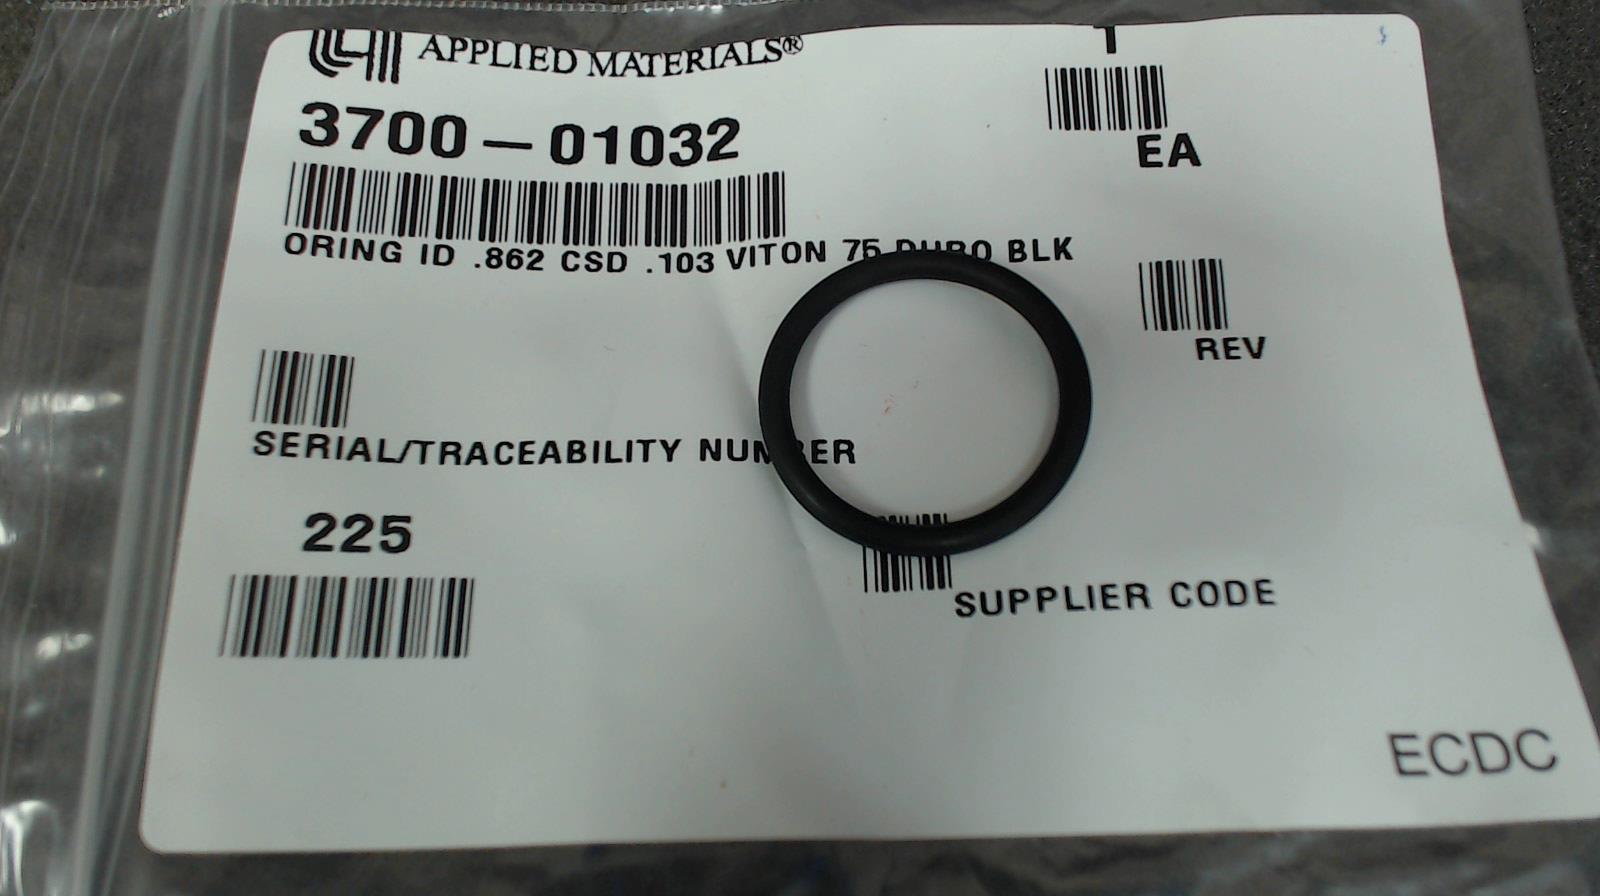 APPLIED MATERIALS®
1
3700-01032
EA
ORING ID .862 CSD .103 VITON 75 DURO BLK
REV
SERIAL/TRACEABILITY NUMBER
225
SUPPLIER CODE
ECDC